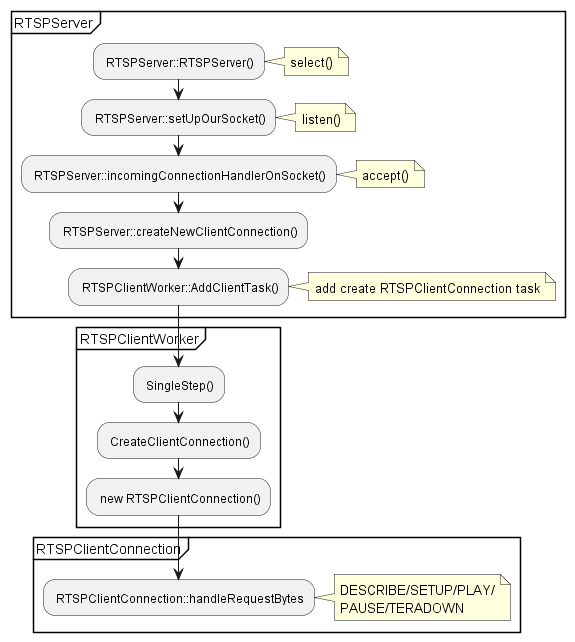 RTSPServer
RTSPServer::RTSPServer()
select()
RTSPServer::setUpOurSocket()
listen()
RTSPServer::incomingConnectionHandlerOnSocket()
accept()
RTSPServer::createNewClientConnection()
RTSPClientWorker::AddClientTask()
add create RTSPClientConnection task
RTSPClientWorker
SingleStep()
CreateClientConnection()
new RTSPClientConnection()
RTSPClientConnection
RTSPClientConnection::handleRequestBytes
DESCRIBE/SETUP/PLAY/
PAUSE/TERADOWN